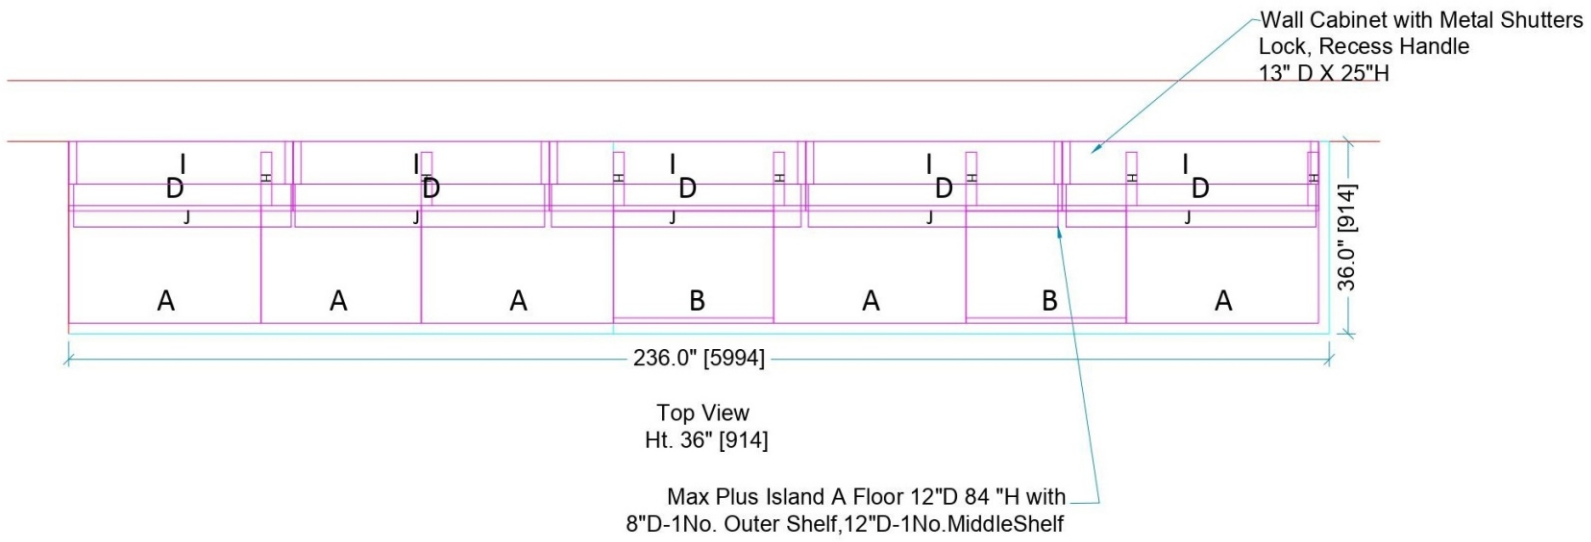 Wall Cabinet with Metal Shutters
Lock, Recess Handle
13" D X 25"H
I I I I I
H H H H H H
D D D D D
J J J J J
36.0" [914]
A A A B A B A
236.0" [5994]
Top View
Ht. 36" [914]
Max Plus Island A Floor 12"D 84 "H with
8"D-1No. Outer Shelf,12"D-1No.MiddleShelf